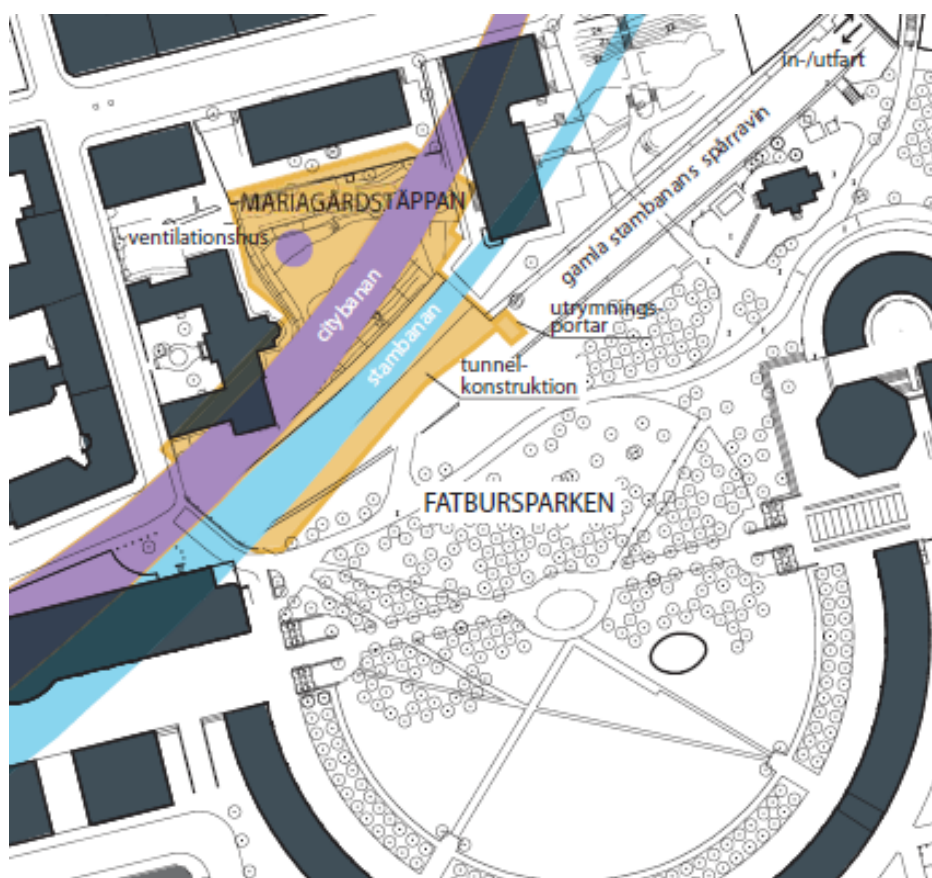 in-/utfart
gamla stambanans spårravin
MARIAGÅRDSTÄPPAN
ventilationshus
citybanan
stambanan
utrymnings-
portar
tunnel-
konstruktion
FATBURSPARKEN